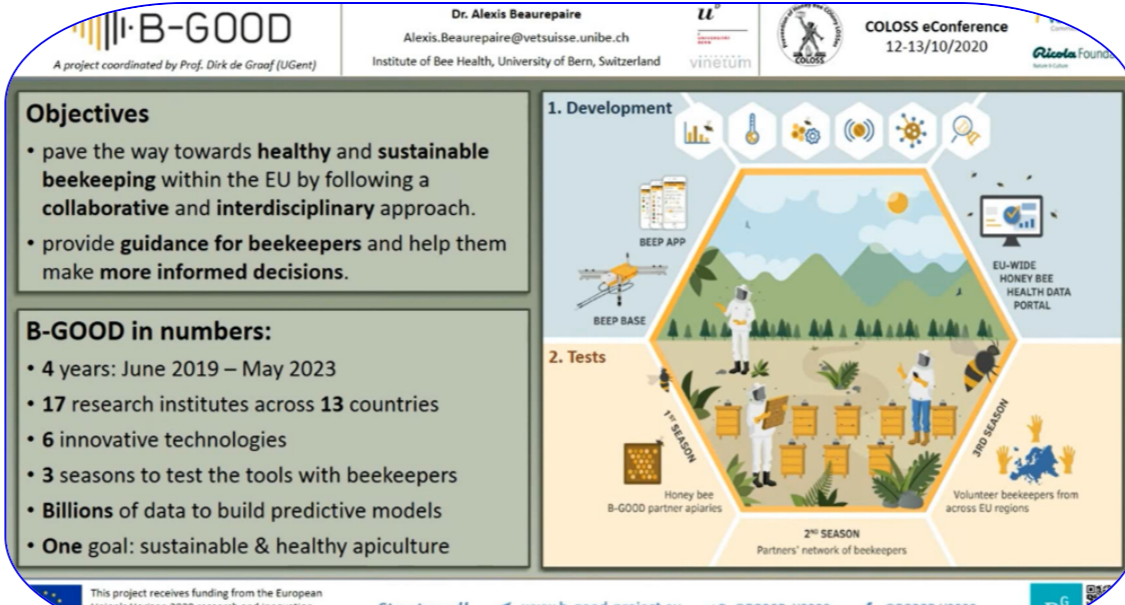 B-GOOD
A project coordinated by Prof. Dirk de Graaf (UGent)
Dr. Alexis Beaurepaire
Alexis.Beaurepaire@vetsuisse.unibe.ch
Institute of Bee Health, University of Bern, Switzerland
vinetum
COLOSS
COLOSS eConference
12-13/10/2020
Ricola
Objectives
• pave the way towards healthy and sustainable
beekeeping within the EU by following a
collaborative and interdisciplinary approach.
• provide guidance for beekeepers and help them
make more informed decisions.
B-GOOD in numbers:
• 4 years: June 2019 – May 2023
• 17 research institutes across 13 countries
• 6 innovative technologies
• 3 seasons to test the tools with beekeepers
• Billions of data to build predictive models
• One goal: sustainable & healthy apiculture
1. Development
BEEP APP
BEEP BASE
EU-WIDE
HONEY BEE
HEALTH DATA
PORTAL
2. Tests
1ST SEASON
Honey bee
B-GOOD partner apiaries
2ND SEASON
Partners' network of beekeepers
3RD SEASON
Volunteer beekeepers from
across EU regions
This project receives funding from the European